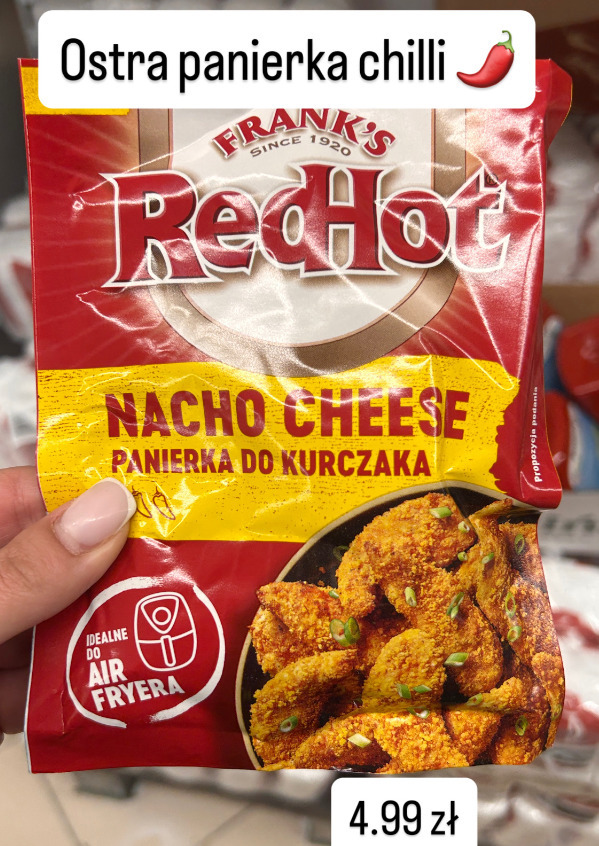 Ostra panierka chilli 🌶️
FRANK'S
SINCE 1920
RedHot
NACHO CHEESE
PANIERKA DO KURCZAKA
propozycja podania
IDEALNE
DO
AIR
FRYERA
4.99 zł